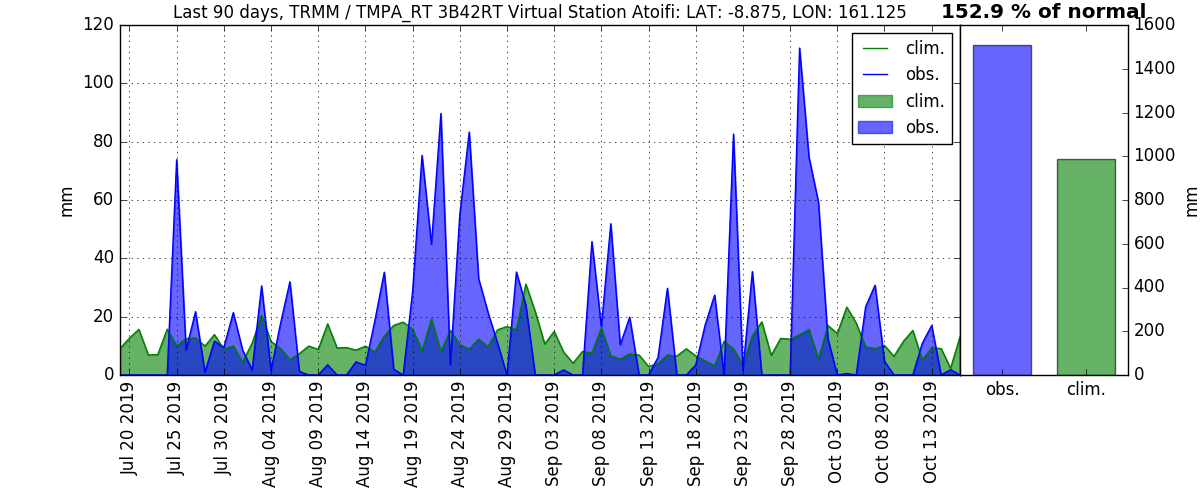 Last 90 days, TRMM / TMPA_RT 3B42RT Virtual Station Atoifi: LAT: -8.875, LON: 161.125
152.9 % of normal
120
100
80
60
40
20
0
mm
clim.
obs.
clim.
obs.
1600
1400
1200
1000
800
600
400
200
0
mm
obs.
clim.
Jul 20 2019
Jul 25 2019
Jul 30 2019
Aug 04 2019
Aug 09 2019
Aug 14 2019
Aug 19 2019
Aug 24 2019
Aug 29 2019
Sep 03 2019
Sep 08 2019
Sep 13 2019
Sep 18 2019
Sep 23 2019
Sep 28 2019
Oct 03 2019
Oct 08 2019
Oct 13 2019